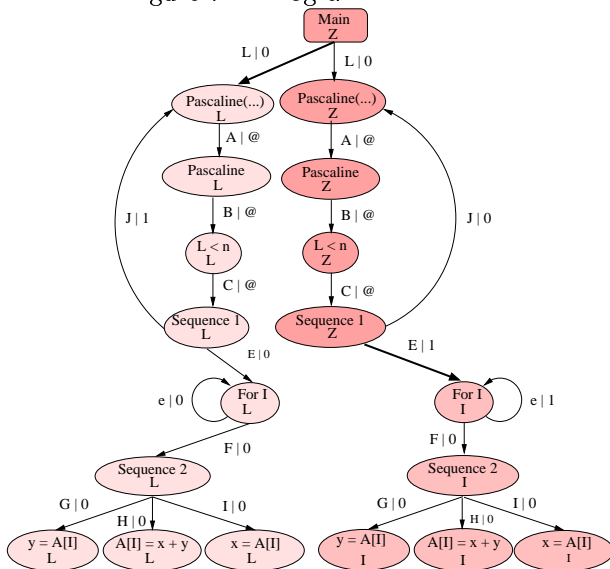 Main
Z
L | 0
L | 0
Pascaline(...)
L
Pascaline(...)
Z
A | @
A | @
Pascaline
L
Pascaline
Z
J | 1
B | @
B | @
J | 0
L < n
L
L < n
Z
C | @
C | @
Sequence 1
L
Sequence 1
Z
E | 0
E | 1
e | 0
For I
L
For I
I
e | 1
F | 0
F | 0
Sequence 2
L
Sequence 2
I
G | 0
H | 0
I | 0
G | 0
H | 0
I | 0
y = A[I]
L
A[I] = x + y
L
x = A[I]
L
y = A[I]
I
A[I] = x + y
I
x = A[I]
I